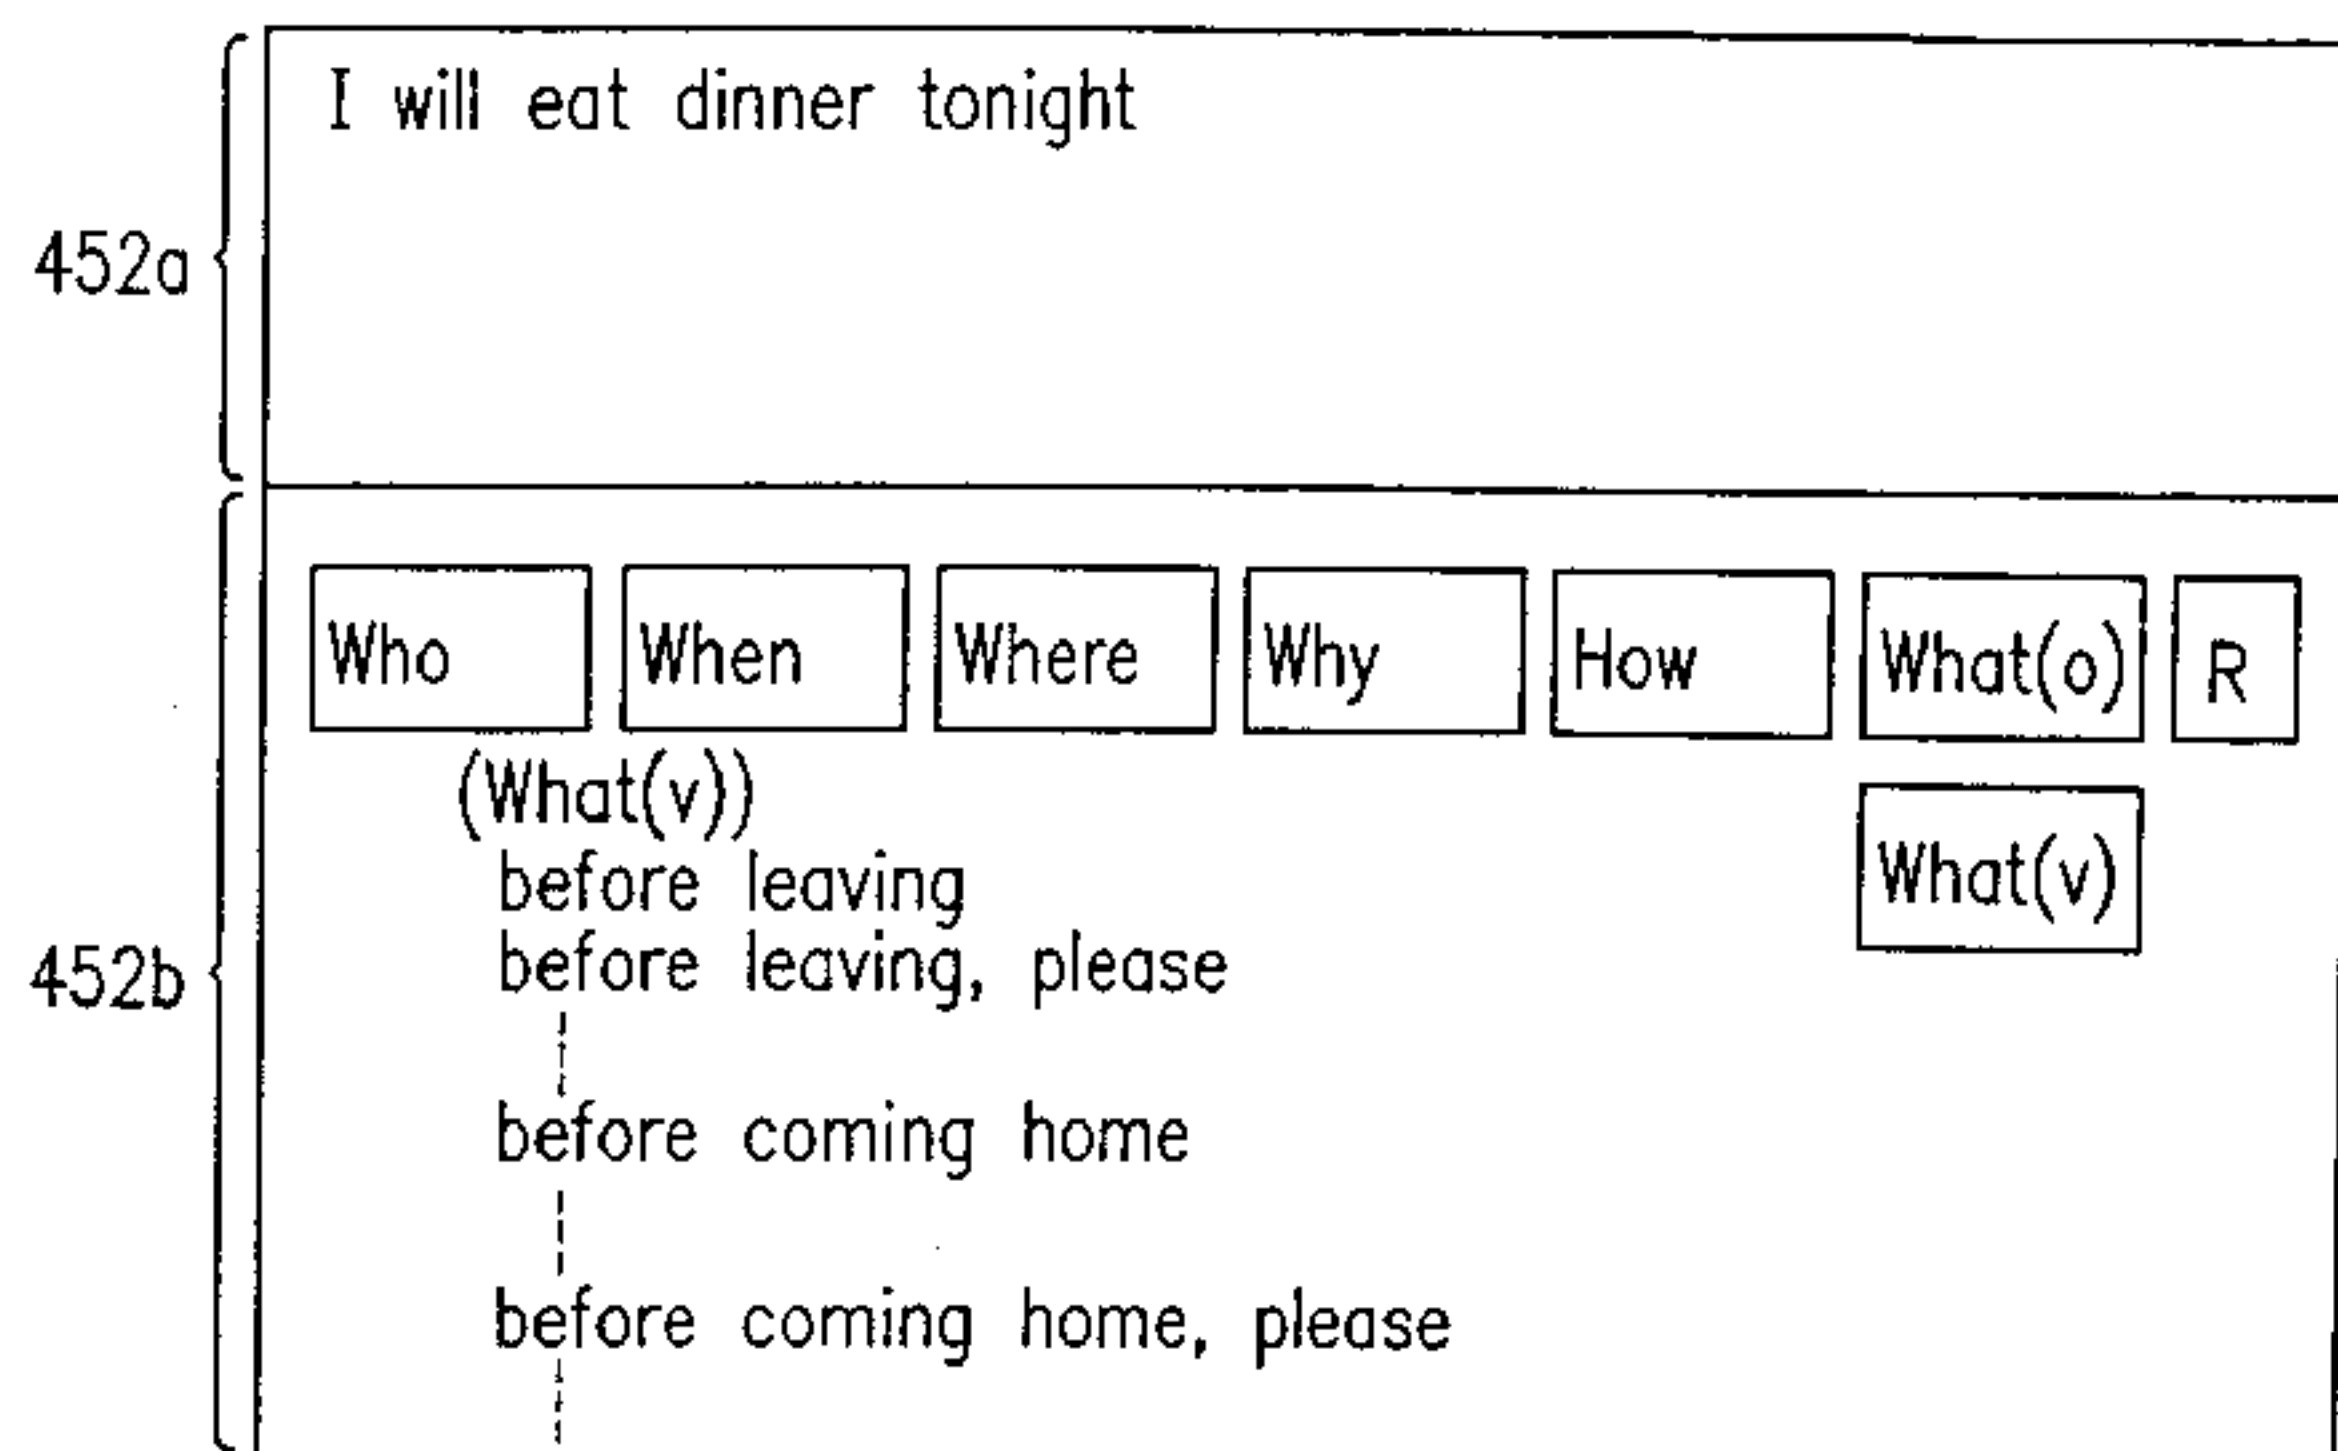 I will eat dinner tonight
452a
Who When Where Why How What(o) R
(What(v))
What(v)
before leaving
before leaving, please
452b
before coming home
before coming home, please